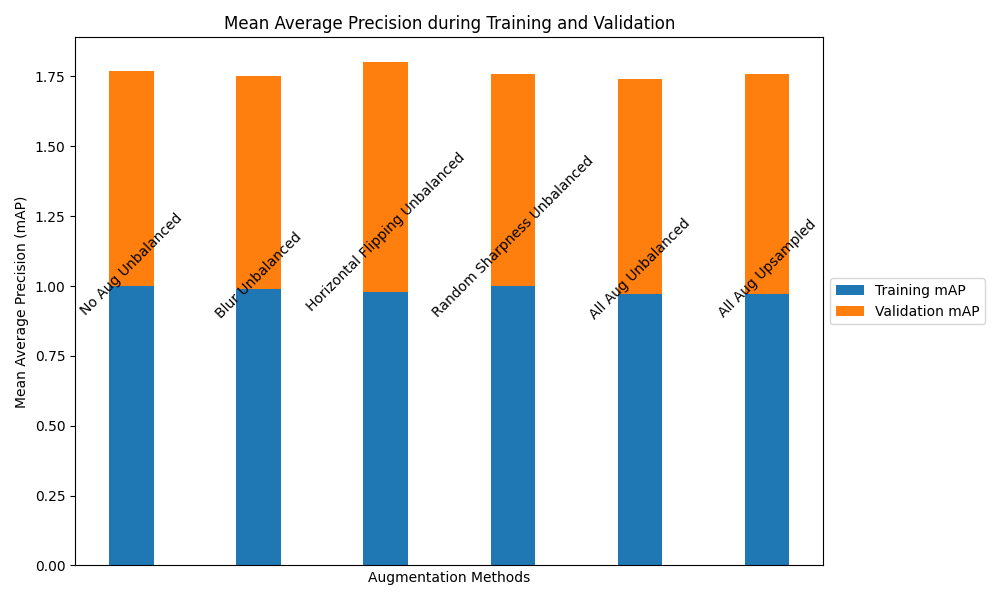 Mean Average Precision during Training and Validation
Mean Average Precision (mAP)
1.75
1.50
1.25
1.00
0.75
0.50
0.25
0.00
No Aug Unbalanced
Blur Unbalanced
Horizontal Flipping Unbalanced
Random Sharpness Unbalanced
All Aug Unbalanced
All Aug Upsampled
Augmentation Methods
Training mAP
Validation mAP